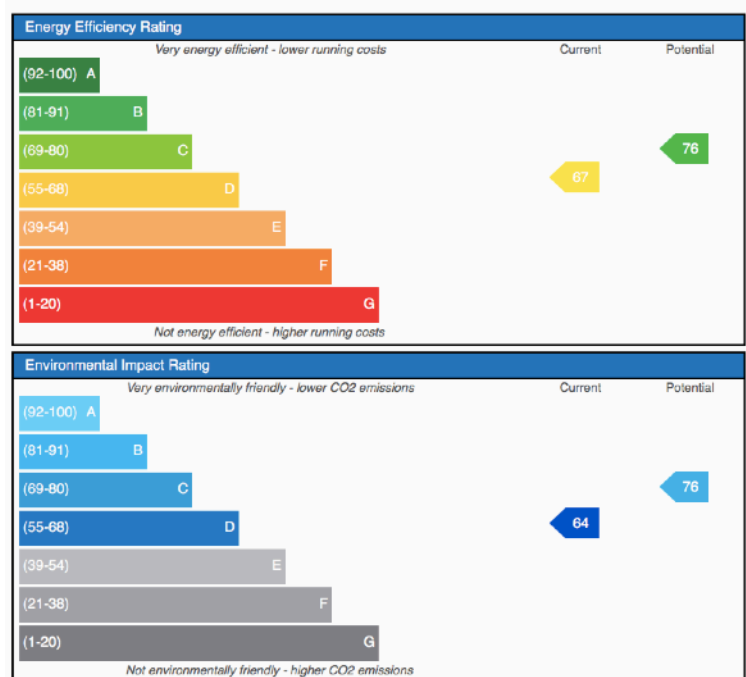 Energy Efficiency Rating
Very energy efficient - lower running costs Current Potential
(92-100) A
(81-91) B
(69-80) C 76
(55-68) D 67
(39-54) E
(21-38) F
(1-20) G
Not energy efficient - higher running costs
Environmental Impact Rating
Very environmentally friendly - lower CO2 emissions Current Potential
(92-100) A
(81-91) B
(69-80) C 76
(55-68) D 64
(39-54) E
(21-38) F
(1-20) G
Not environmentally friendly - higher CO2 emissions